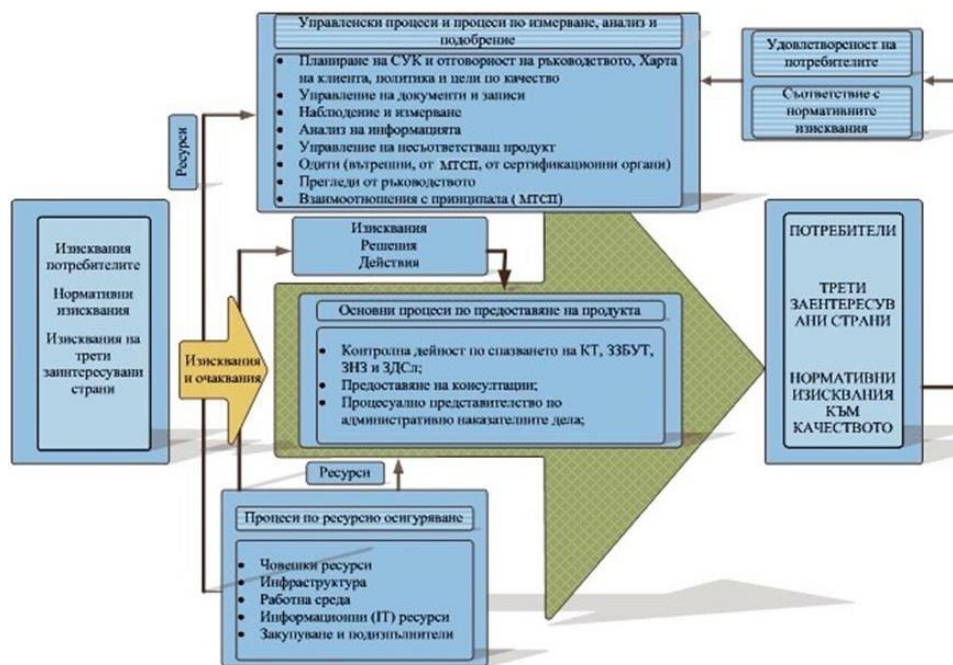 Управленски процеси и процеси по измерване, анализ и
подобрение
Планиране на СУК и отговорност на ръководството, Харта
на клиента, политика и цели по качество
Управление на документи и записи
Наблюдение и измерване
Анализ на информацията
Управление на несъответстващ продукт
Одити (вътрешни, от МТСП, от сертификационни органи)
Прегледи от ръководството
Взаимоотношения с принципала ( МТСП)
Удовлетвореност на
потребителите
Съответствие с
нормативните
изисквания
Ресурси
Изисквания
потребителите
Нормативни
изисквания
Изисквания на
трети
заинтересувани
страни
Изисквания
и очаквания
Изисквания
Решения
Действия
Основни процеси по предоставяне на продукта
Контролна дейност по спазването на КТ, ЗЗБУТ,
ЗНЗ и ЗДСл;
Предоставяне на консултации;
Процесуално представителство по
административно наказателните дела;
Ресурси
Процеси по ресурсно осигуряване
Човешки ресурси
Инфраструктура
Работна среда
Информационни (IT) ресурси
Закупуване и подизпълнители
ПОТРЕБИТЕЛИ
ТРЕТИ
ЗАЕНТЕРЕСУВ
АНИ СТРАНИ
НОРМАТИВНИ
ИЗИСКВАНИЯ
КЪМ
КАЧЕСТВОТО